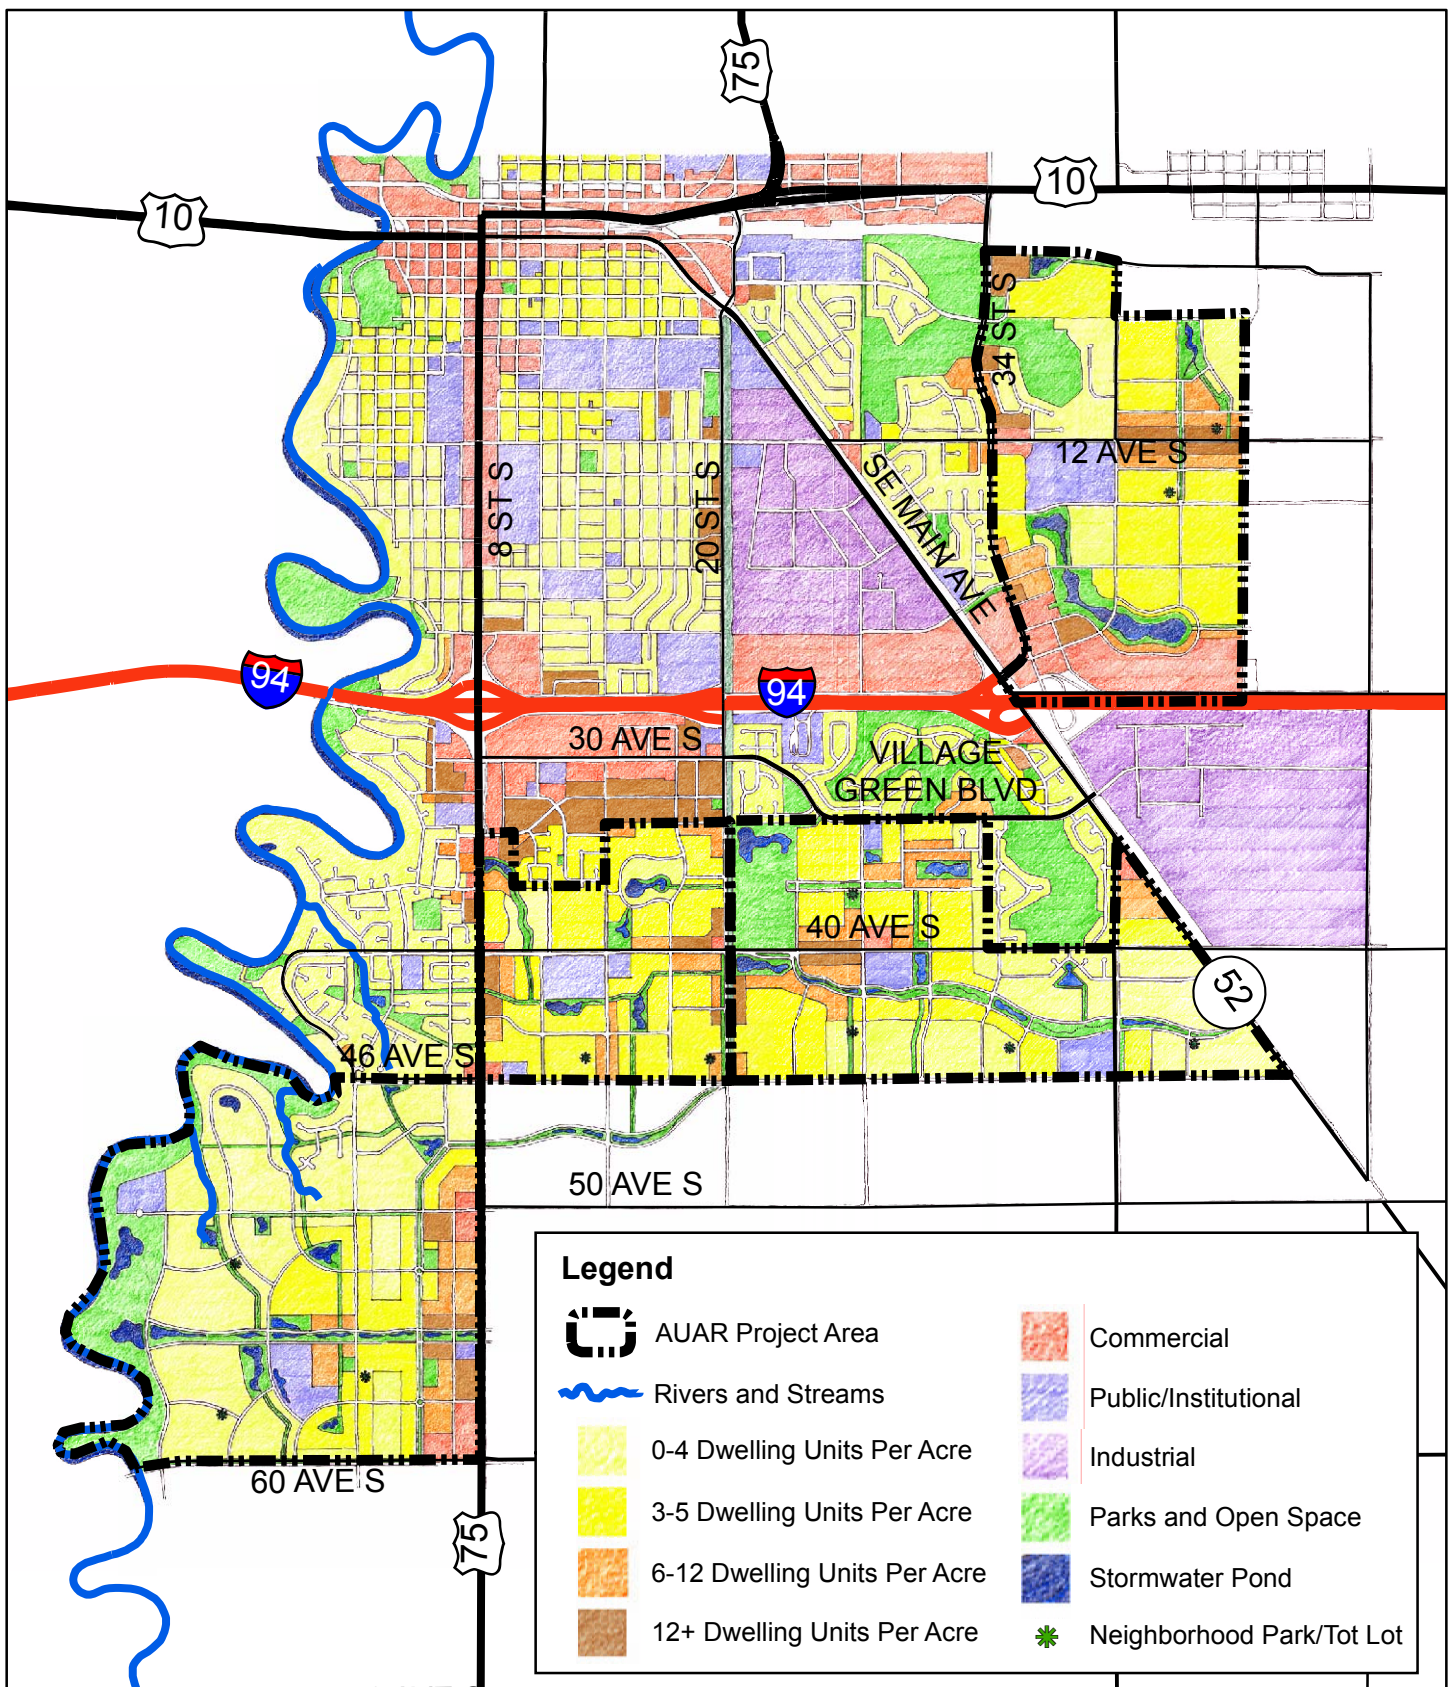 75
10
10
34 ST S
12 AVE S
SE MAIN AVE
8 ST S
20 ST S
94
94
30 AVE S
VILLAGE
GREEN BLVD
40 AVE S
52
46 AVE S
50 AVE S
60 AVE S
75
Legend
AUAR Project Area
Rivers and Streams
0-4 Dwelling Units Per Acre
3-5 Dwelling Units Per Acre
6-12 Dwelling Units Per Acre
12+ Dwelling Units Per Acre
Commercial
Public/Institutional
Industrial
Parks and Open Space
Stormwater Pond
Neighborhood Park/Tot Lot